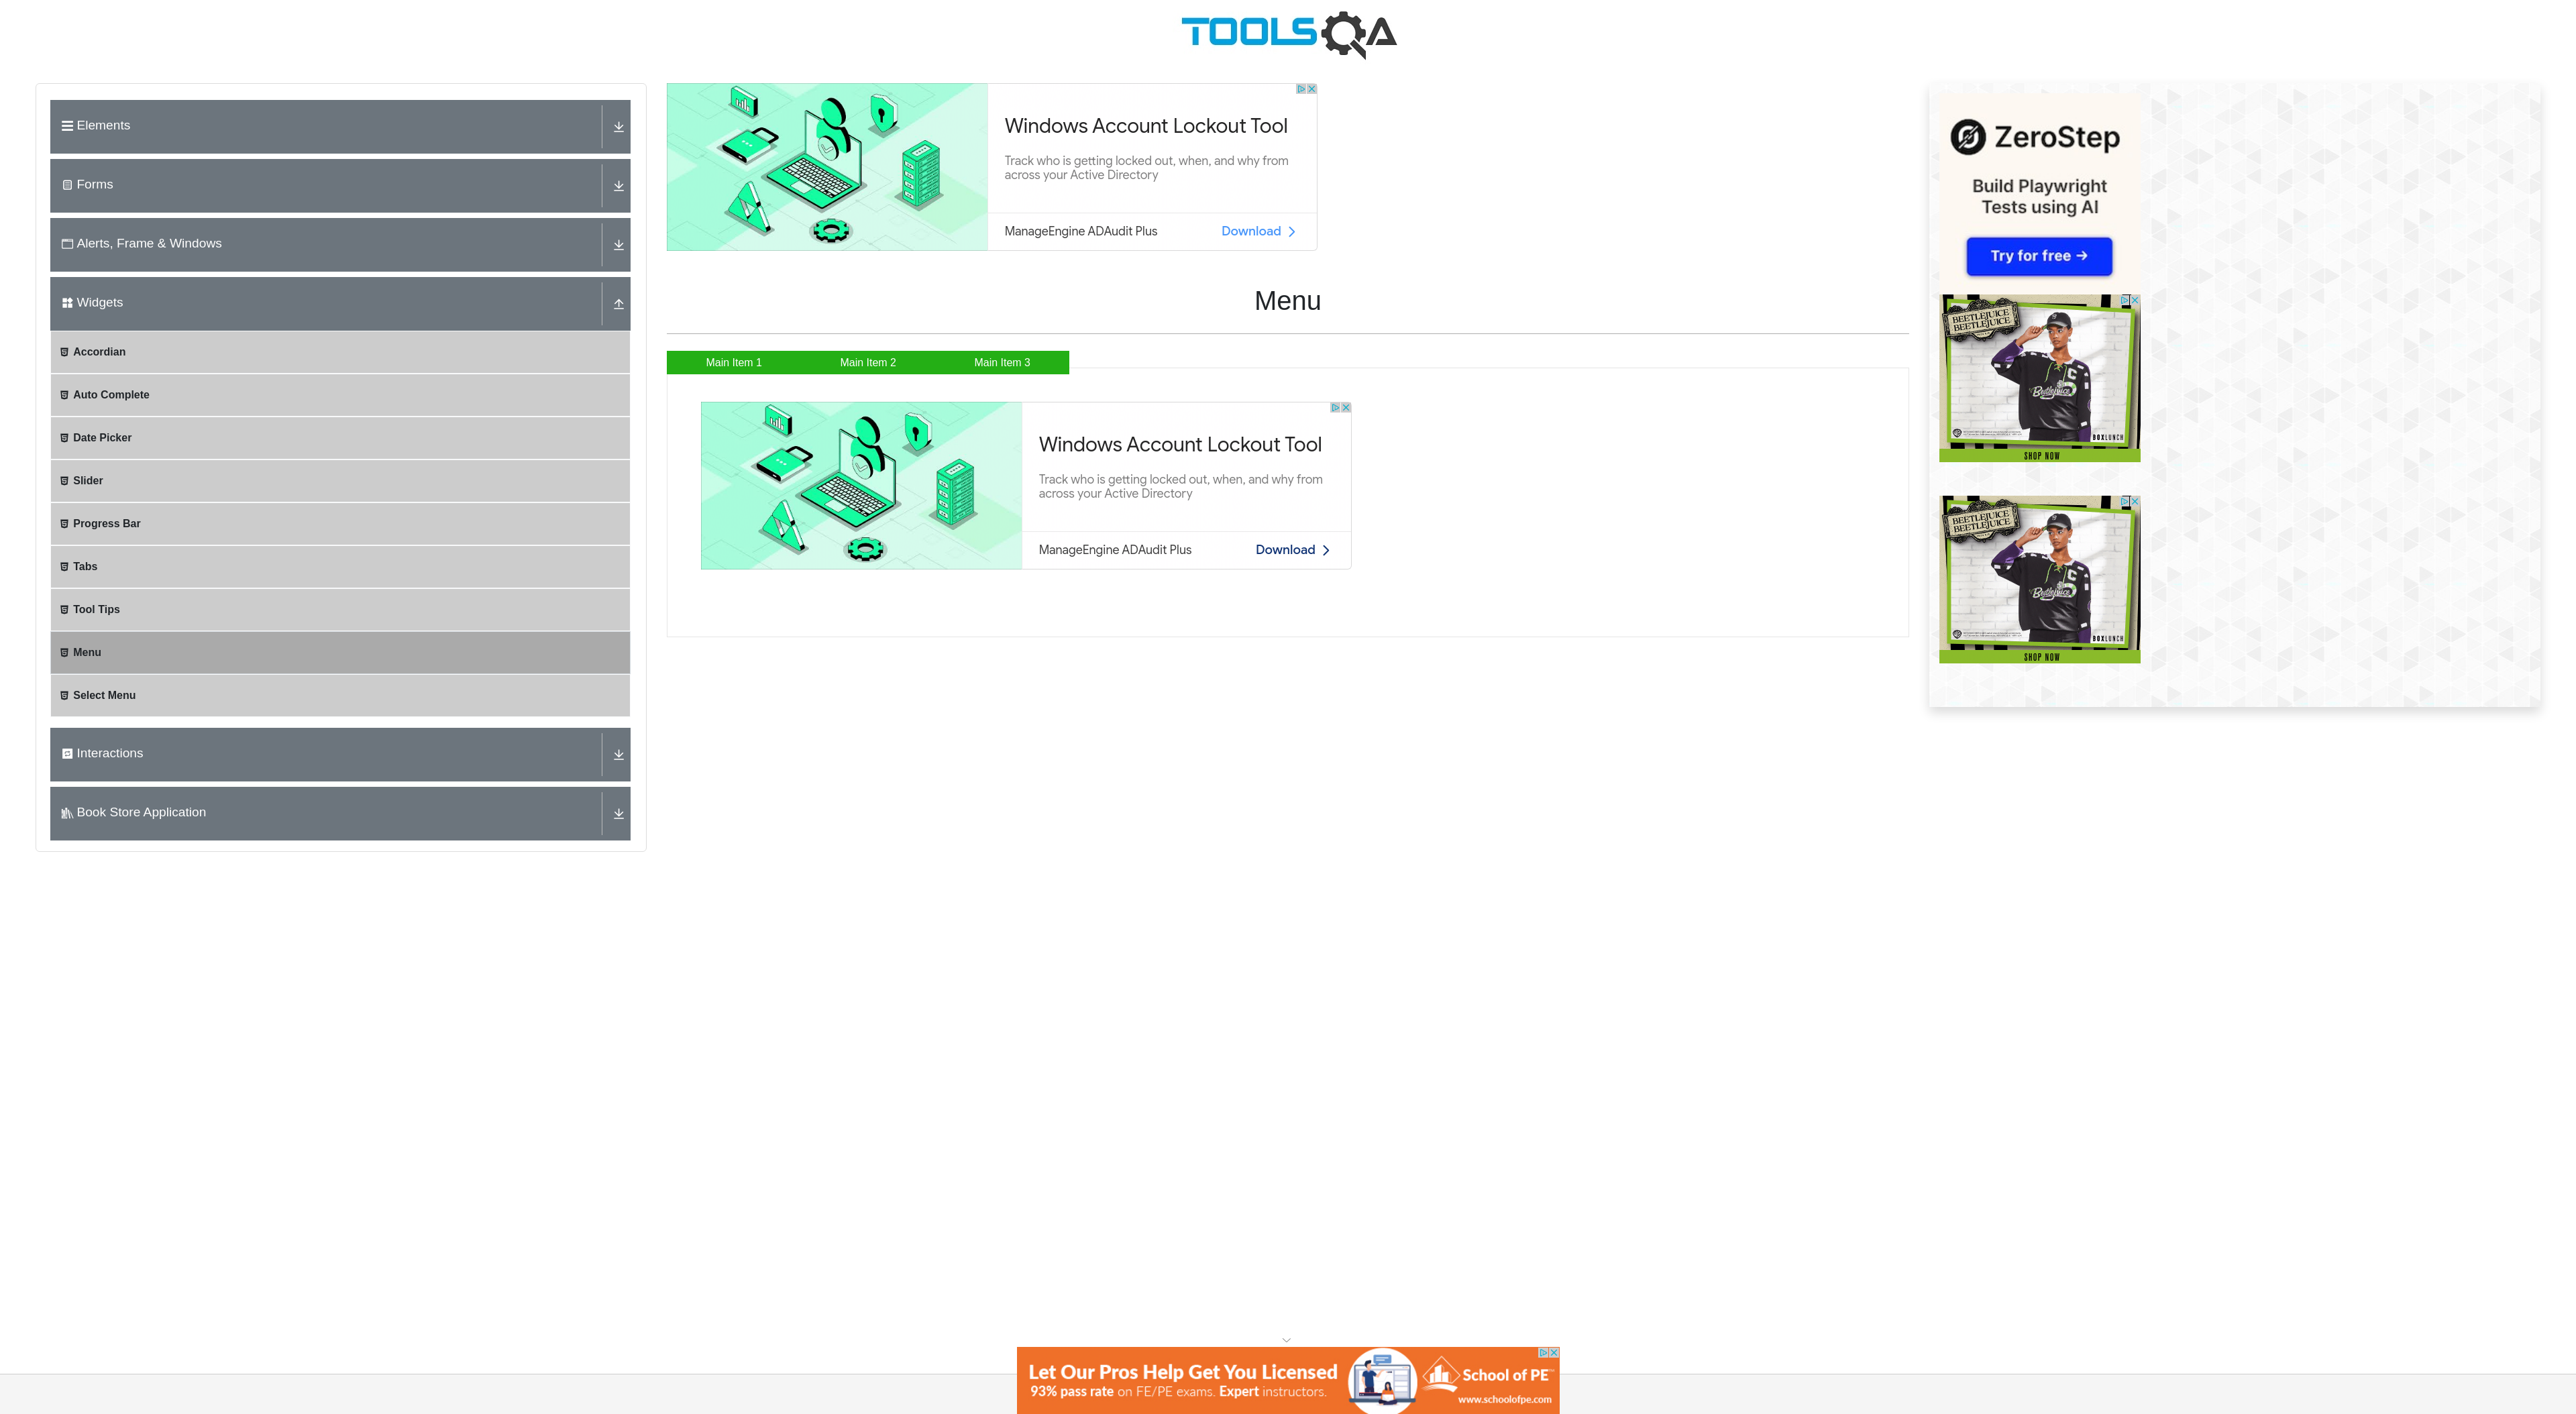 TOOLSQA
Elements
Forms
Alerts, Frame & Windows
Widgets
Accordian
Auto Complete
Date Picker
Slider
Progress Bar
Tabs
Tool Tips
Menu
Select Menu
Interactions
Book Store Application
Windows Account Lockout Tool
Track who is getting locked out, when, and why from
across your Active Directory
ManageEngine ADAudit Plus
Download
Menu
Main Item 1
Main Item 2
Main Item 3
Windows Account Lockout Tool
Track who is getting locked out, when, and why from
across your Active Directory
ManageEngine ADAudit Plus
Download
ZeroStep
Build Playwright
Tests using AI
Try for free →
BEETLEJUICE
BEETLEJUICE
C
Beetlejuice
BOXLUNCH
SHOP NOW
BEETLEJUICE
BEETLEJUICE
C
Beetlejuice
BOXLUNCH
SHOP NOW
Let Our Pros Help Get You Licensed
93% pass rate on FE/PE exams. Expert instructors.
School of PE
www.schoolofpe.com